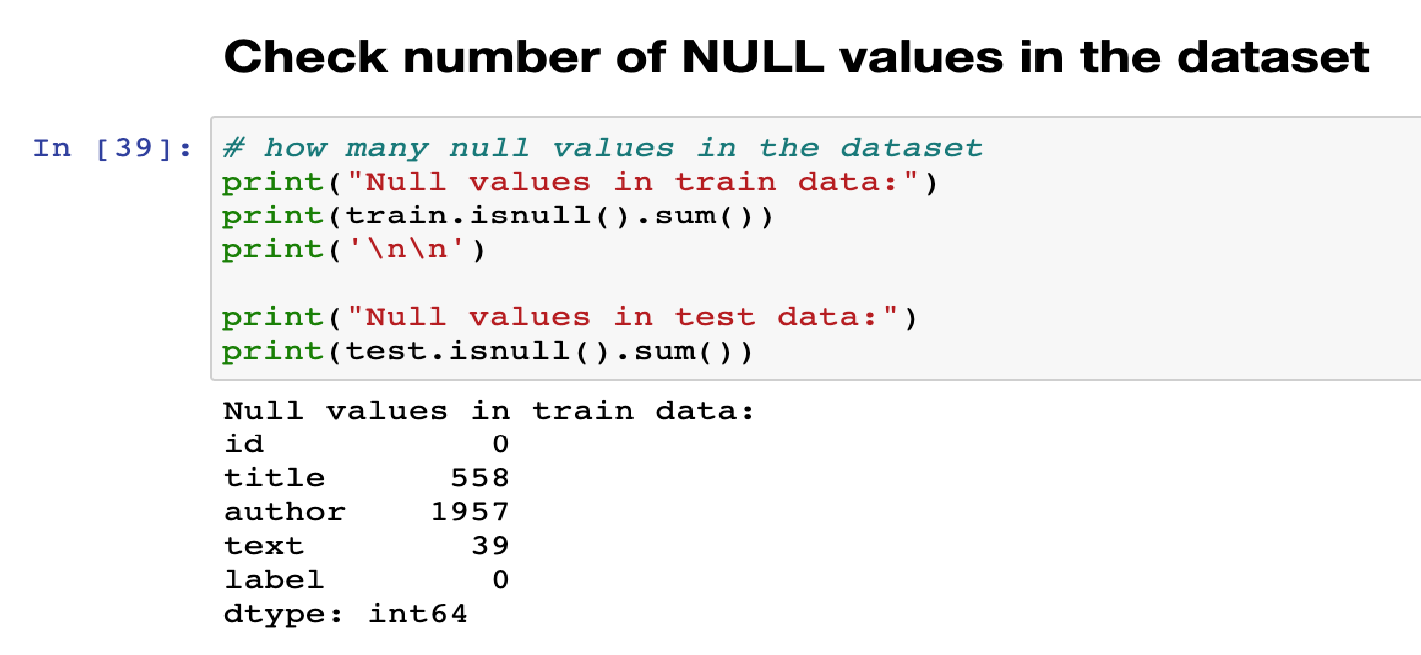 Check number of NULL values in the dataset
In [39]:
# how many null values in the dataset
print("Null values in train data:")
print(train.isnull().sum())
print('\n\n')
print("Null values in test data:")
print(test.isnull().sum())
Null values in train data:
id 0
title 558
author 1957
text 39
label 0
dtype: int64